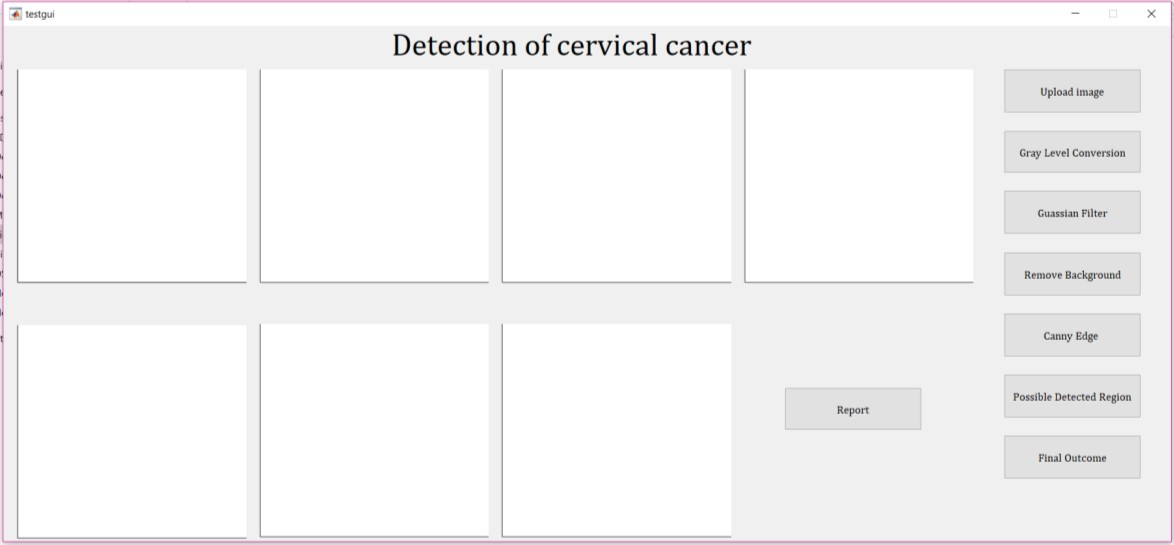 testgui
Detection of cervical cancer
Upload image
Gray Level Conversion
Guassian Filter
Remove Background
Canny Edge
Possible Detected Region
Report
Final Outcome